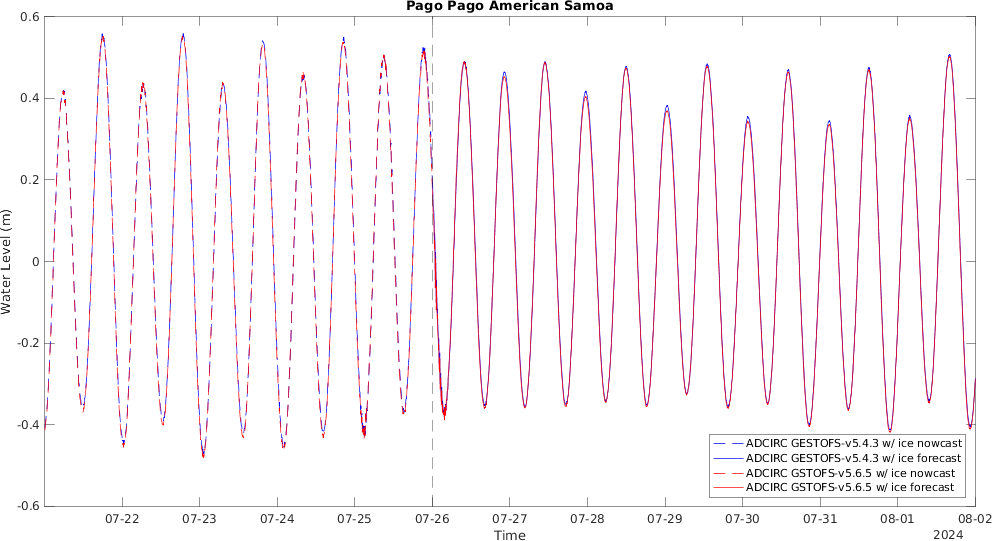 Pago Pago American Samoa
0.6
0.4
0.2
0
-0.2
-0.4
-0.6
Water Level (m)
ADCIRC GESTOFS-v5.4.3 w/ ice nowcast
ADCIRC GESTOFS-v5.4.3 w/ ice forecast
ADCIRC GSTOFS-v5.6.5 w/ ice nowcast
ADCIRC GSTOFS-v5.6.5 w/ ice forecast
07-22 07-23 07-24 07-25 07-26 07-27 07-28 07-29 07-30 07-31 08-01 08-02
Time
2024